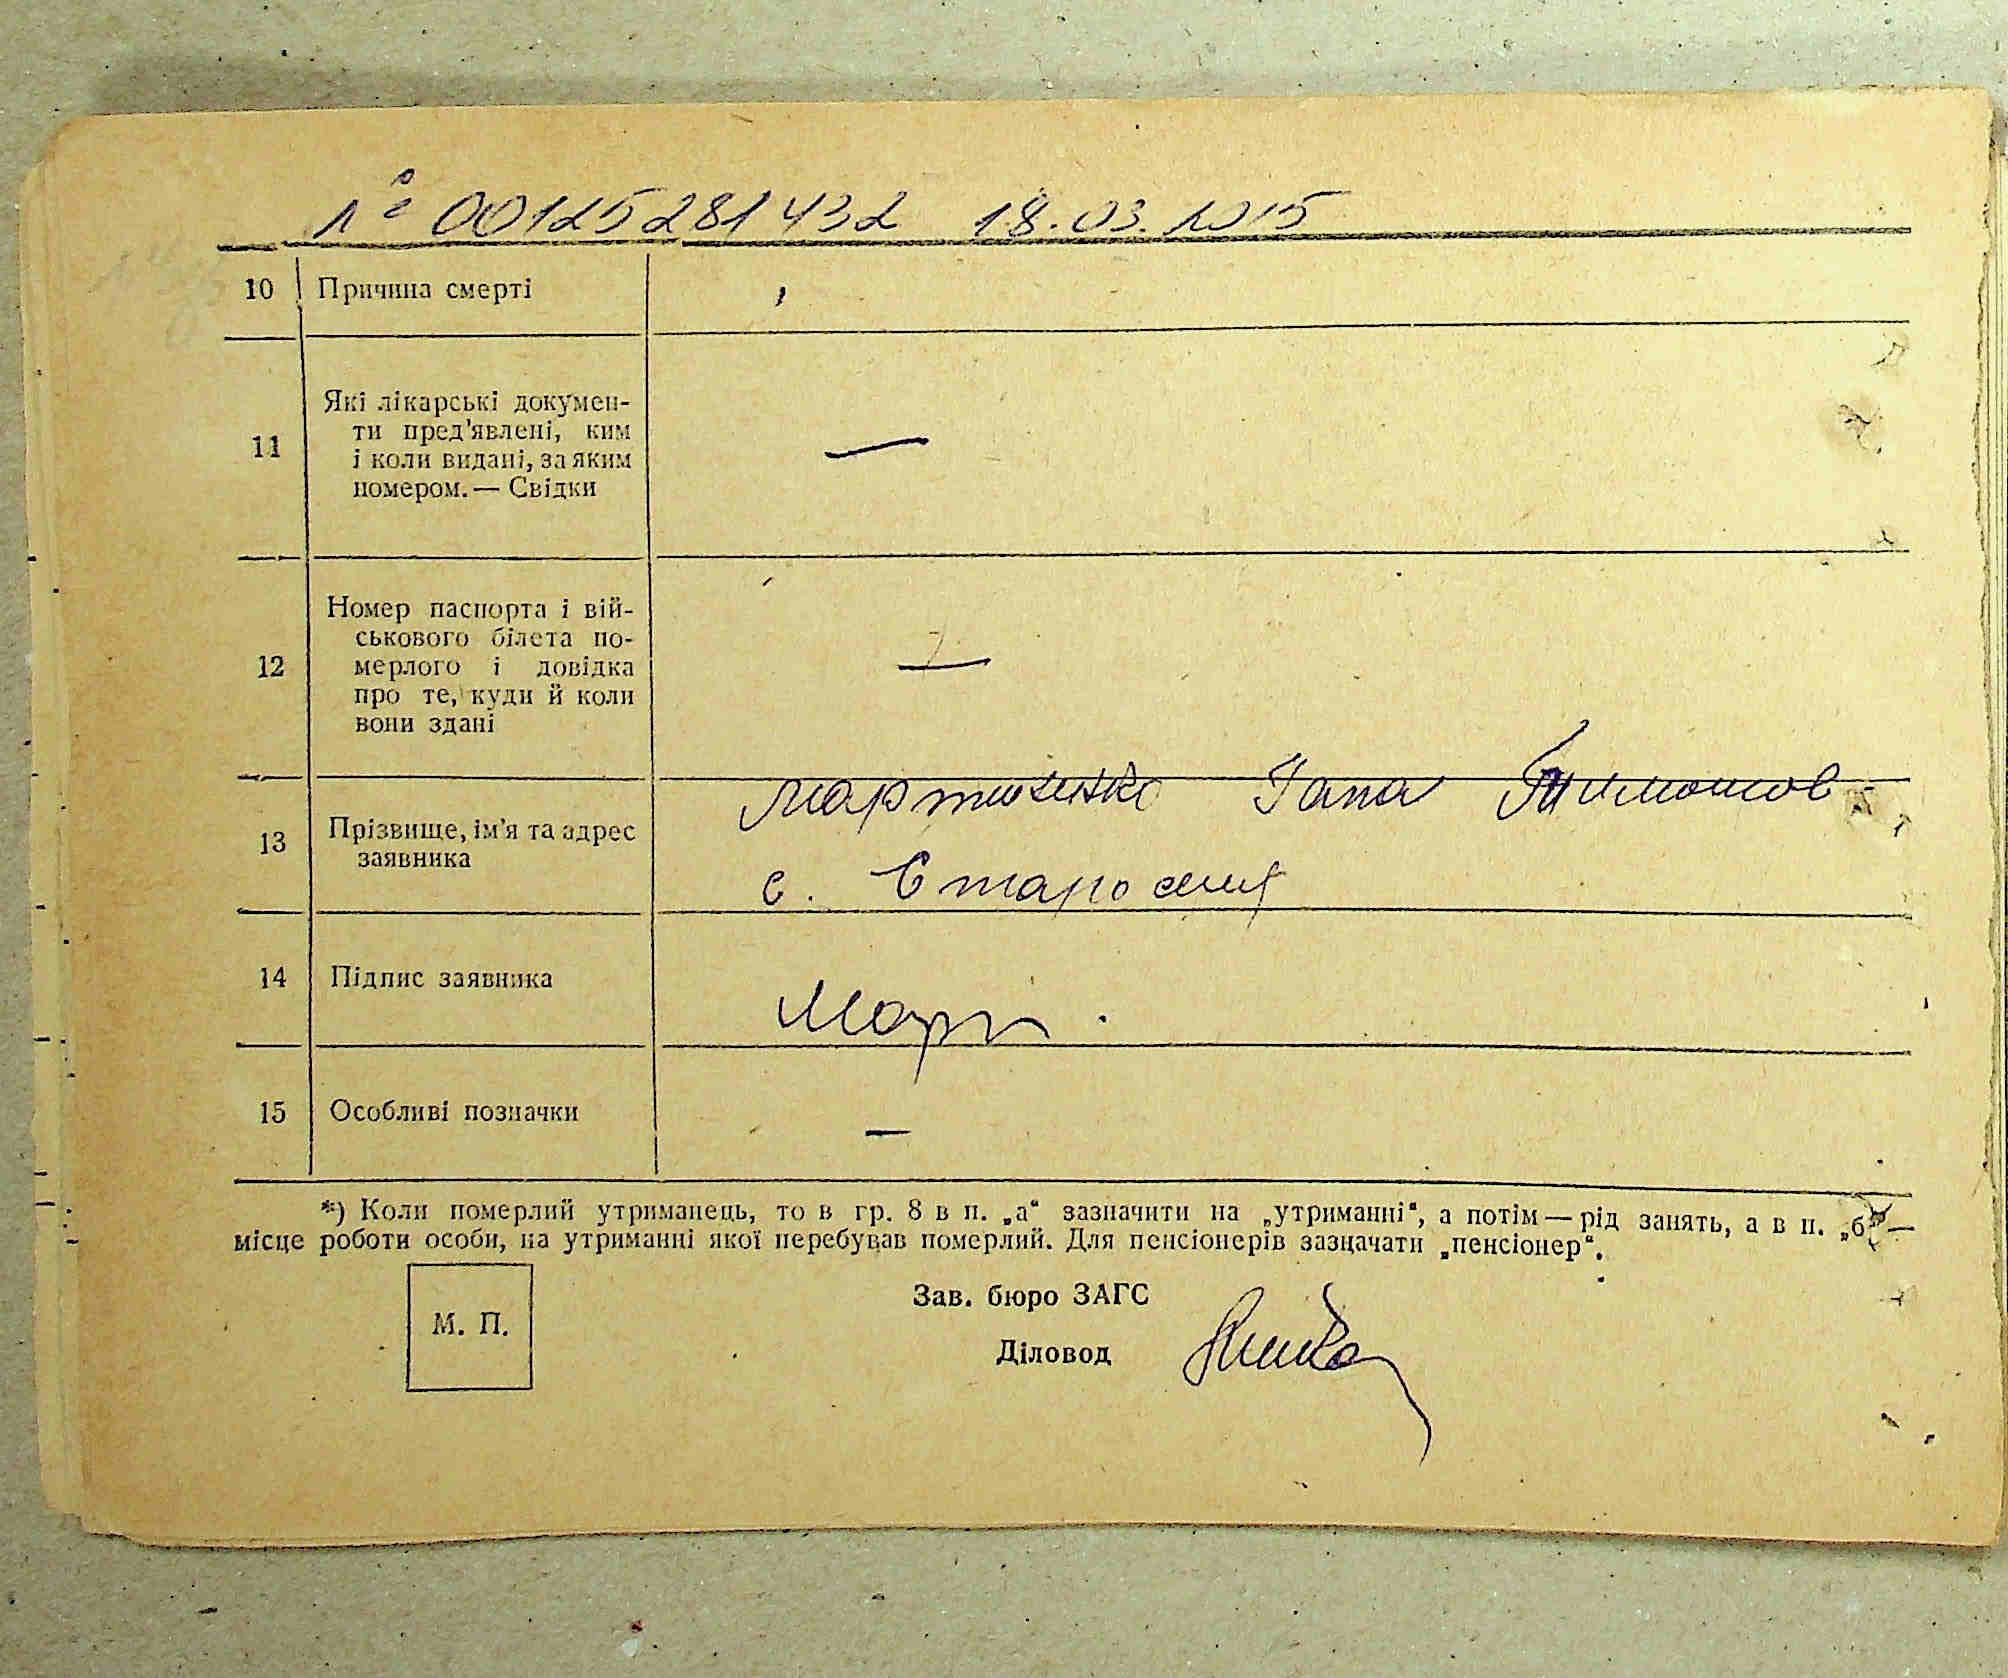 № 00125281432 18.03.2015
10 Причина смерті
Які лікарські докумен-
ти пред'явлені, ким
11 і коли видані, за яким —
номером. — Свідки
Номер паспорта і вій-
ськового білета по-
12 мерлого і довідка —
про те, куди й коли
вони здані
Мартиненко Гапа Тимошов
13 Прізвище, ім'я та адрес
заявника
с.
14 Підпис заявника
Март.
15 Особливі позначки —
*) Коли померлий утриманець, то в гр. 8 в п. „а“ зазначити на „утриманні“, а потім — рід занять, а в п. „б“ —
місце роботи особи, на утриманні якої перебував померлий. Для пенсіонерів зазначати „пенсіонер“.
Зав. бюро ЗАГС
М. П.
Діловод